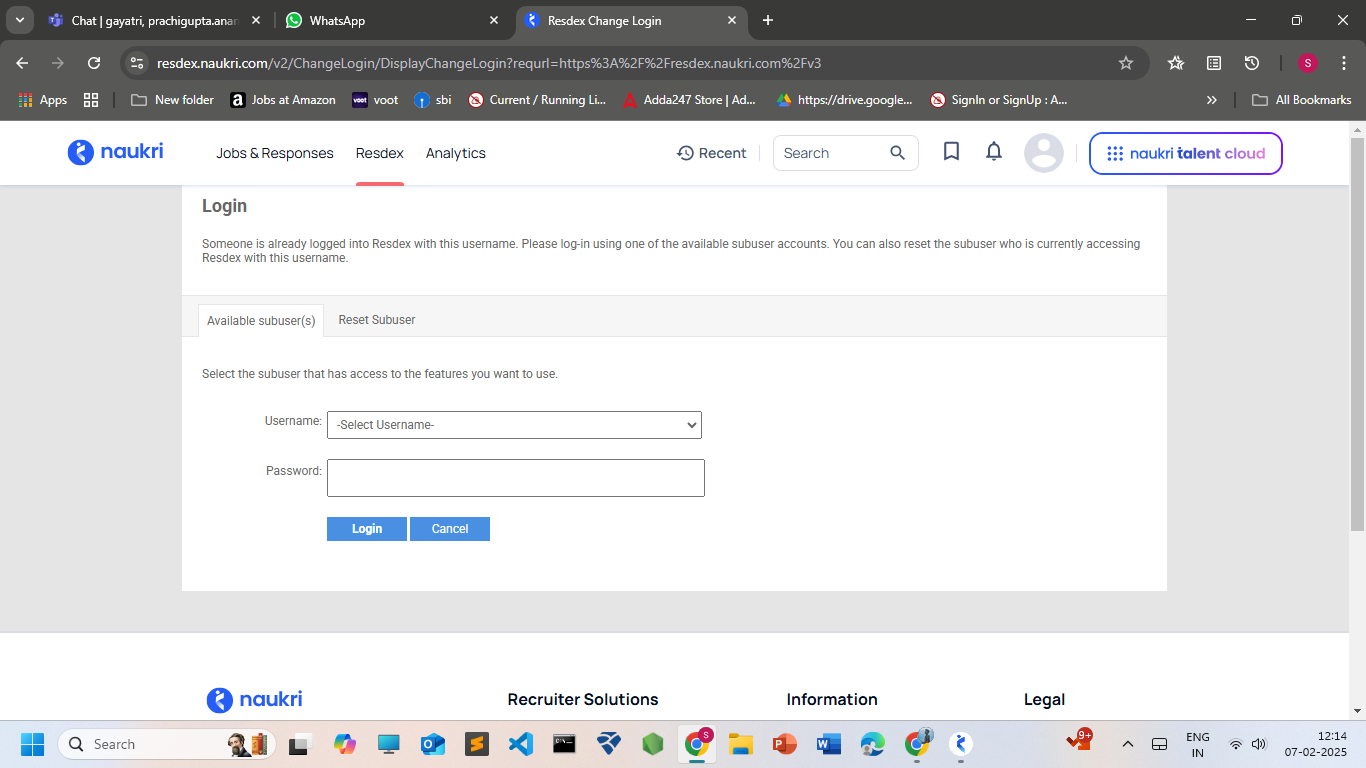 Chat | gayatri, prachigupta.anar
WhatsApp
Resdex Change Login
resdex.naukri.com/v2/ChangeLogin/DisplayChangeLogin?requrl=https%3A%2F%2Fresdex.naukri.com%2Fv3
S
Apps
New folder
a Jobs at Amazon
voot voot
sbi
Current / Running Li...
Adda247 Store | Ad...
https://drive.google...
SignIn or SignUp : A...
All Bookmarks
naukri
Jobs & Responses
Resdex
Analytics
Recent
Search
naukri talent cloud
Login
Someone is already logged into Resdex with this username. Please log-in using one of the available subuser accounts. You can also reset the subuser who is currently accessing
Resdex with this username.
Available subuser(s)
Reset Subuser
Select the subuser that has access to the features you want to use.
Username: -Select Username-
Password:
Login
Cancel
naukri
Recruiter Solutions
Information
Legal
Search
S
9+
ENG
IN
12:14
07-02-2025